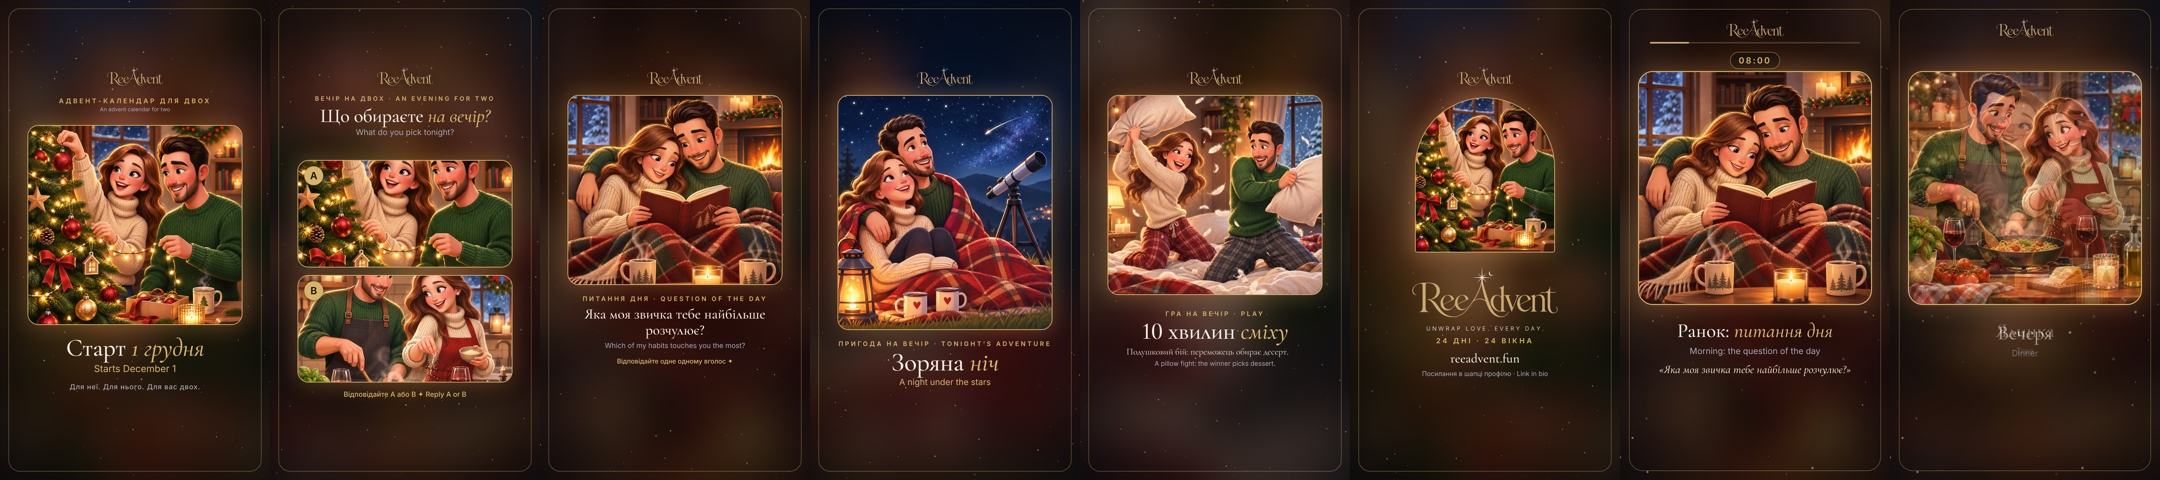 ReeAdvent
АДВЕНТ-КАЛЕНДАР ДЛЯ ДВОХ
An advent calendar for two
Старт 1 грудня
Starts December 1
Для неї. Для нього. Для вас двох.
ReeAdvent
ВЕЧІР НА ДВОХ · AN EVENING FOR TWO
Що обираєте на вечір?
What do you pick tonight?
A
B
Відповідайте А або В ✦ Reply A or B
ReeAdvent
ПИТАННЯ ДНЯ · QUESTION OF THE DAY
Яка моя звичка тебе найбільше
розчулює?
Which of my habits touches you the most?
Відповідайте одне одному вголос ✦
ReeAdvent
ПРИГОДА НА ВЕЧІР · TONIGHT'S ADVENTURE
Зоряна ніч
A night under the stars
ReeAdvent
ГРА НА ВЕЧІР · PLAY
10 хвилин сміху
Подушковий бій: переможець обирає десерт.
A pillow fight: the winner picks dessert.
ReeAdvent
ReeAdvent
UNWRAP LOVE. EVERY DAY.
24 ДНІ · 24 ВІКНА
reeadvent.fun
Посилання в шапці профілю · Link in bio
ReeAdvent
08:00
Ранок: питання дня
Morning: the question of the day
«Яка моя звичка тебе найбільше розчулює?»
ReeAdvent
Вечеря
Dinner